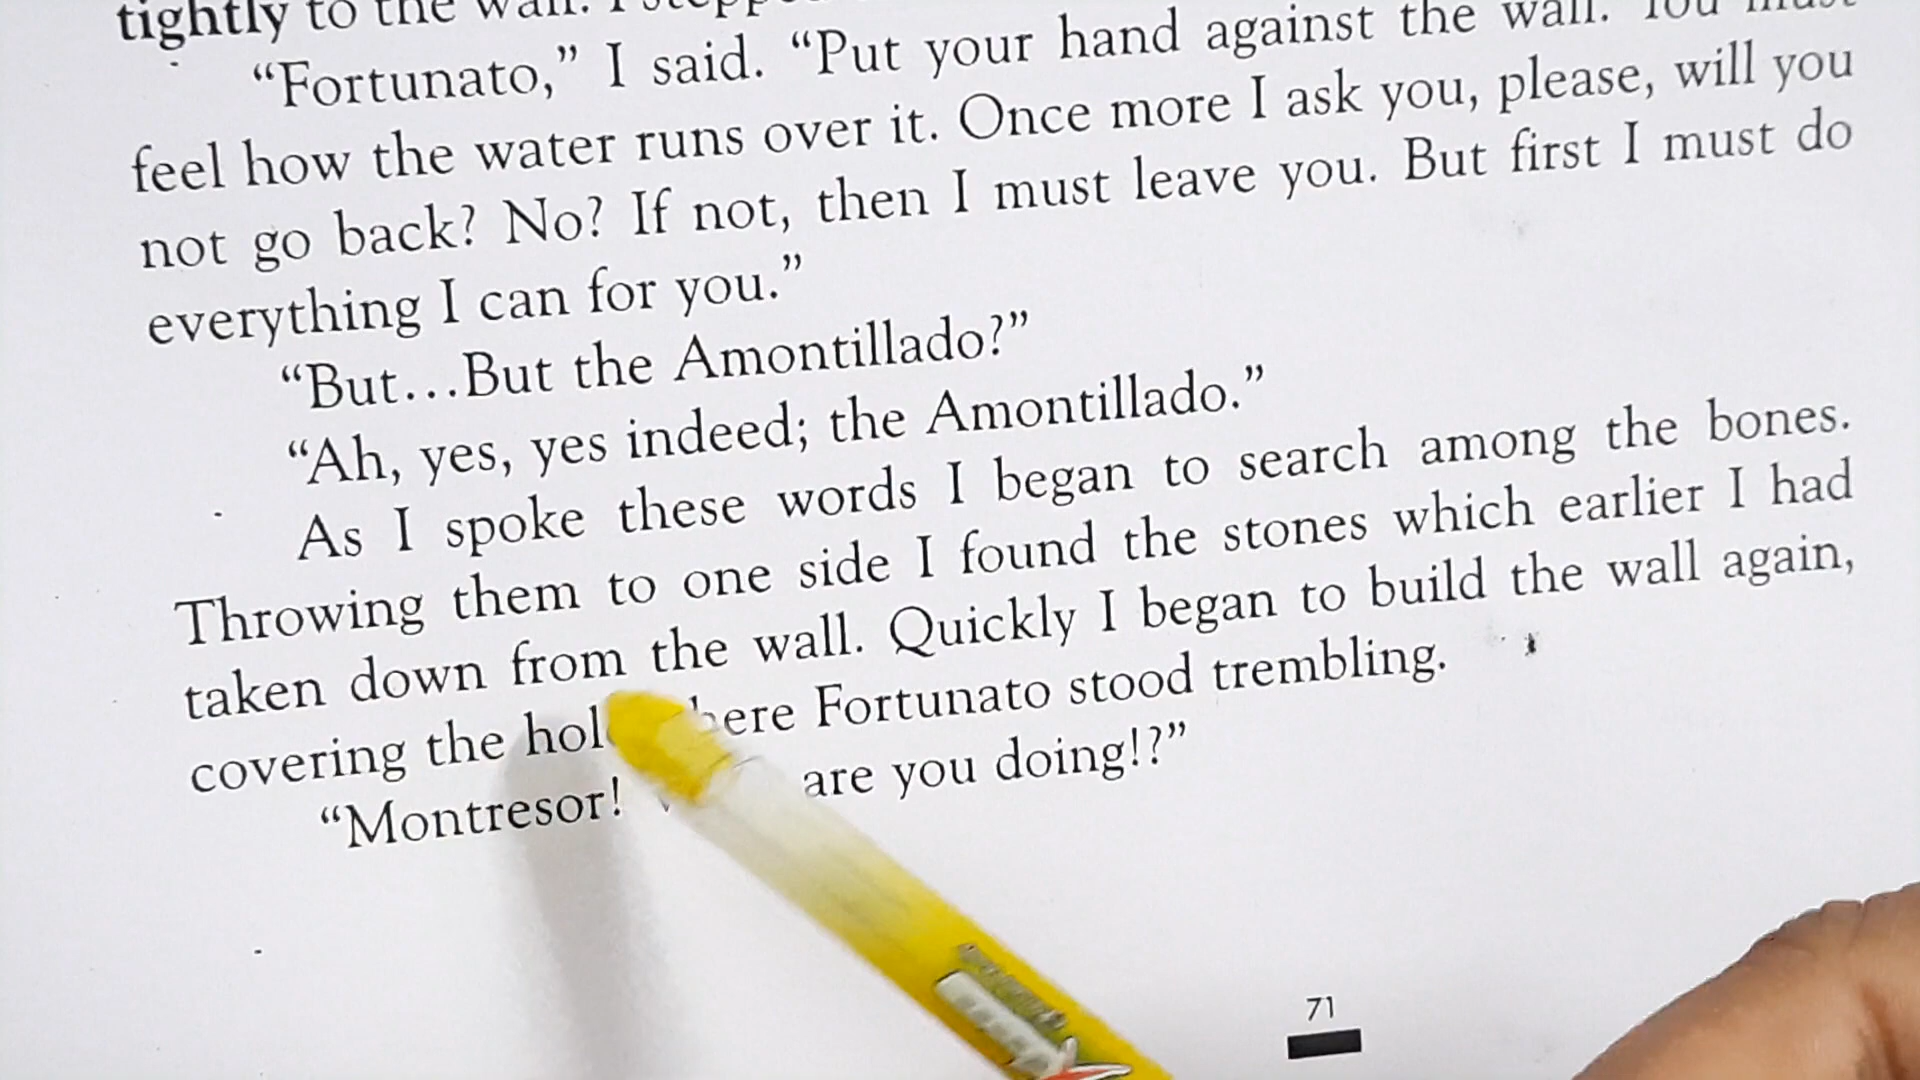 tightly to the wall. I stepped
“Fortunato,” I said. “Put your hand against the wall. You must
feel how the water runs over it. Once more I ask you, please, will you
not go back? No? If not, then I must leave you. But first I must do
everything I can for you.”
“But…But the Amontillado?”
“Ah, yes, yes indeed; the Amontillado.”
As I spoke these words I began to search among the bones.
Throwing them to one side I found the stones which earlier I had
taken down from the wall. Quickly I began to build the wall again,
covering the Fortunato stood trembling.
“Montresor! are you doing!?”
71